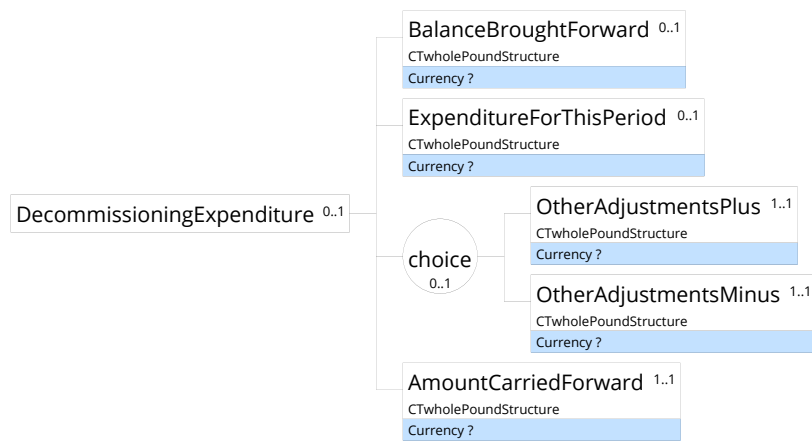 BalanceBroughtForward 0..1
CTwholePoundStructure
Currency ?
ExpenditureForThisPeriod 0..1
CTwholePoundStructure
Currency ?
DecommissioningExpenditure 0..1
choice
0..1
OtherAdjustmentsPlus 1..1
CTwholePoundStructure
Currency ?
OtherAdjustmentsMinus 1..1
CTwholePoundStructure
Currency ?
AmountCarriedForward 1..1
CTwholePoundStructure
Currency ?